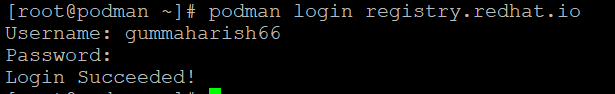 [root@podman ~]# podman login registry.redhat.io
Username: gummaharish66
Password:
Login Succeeded!